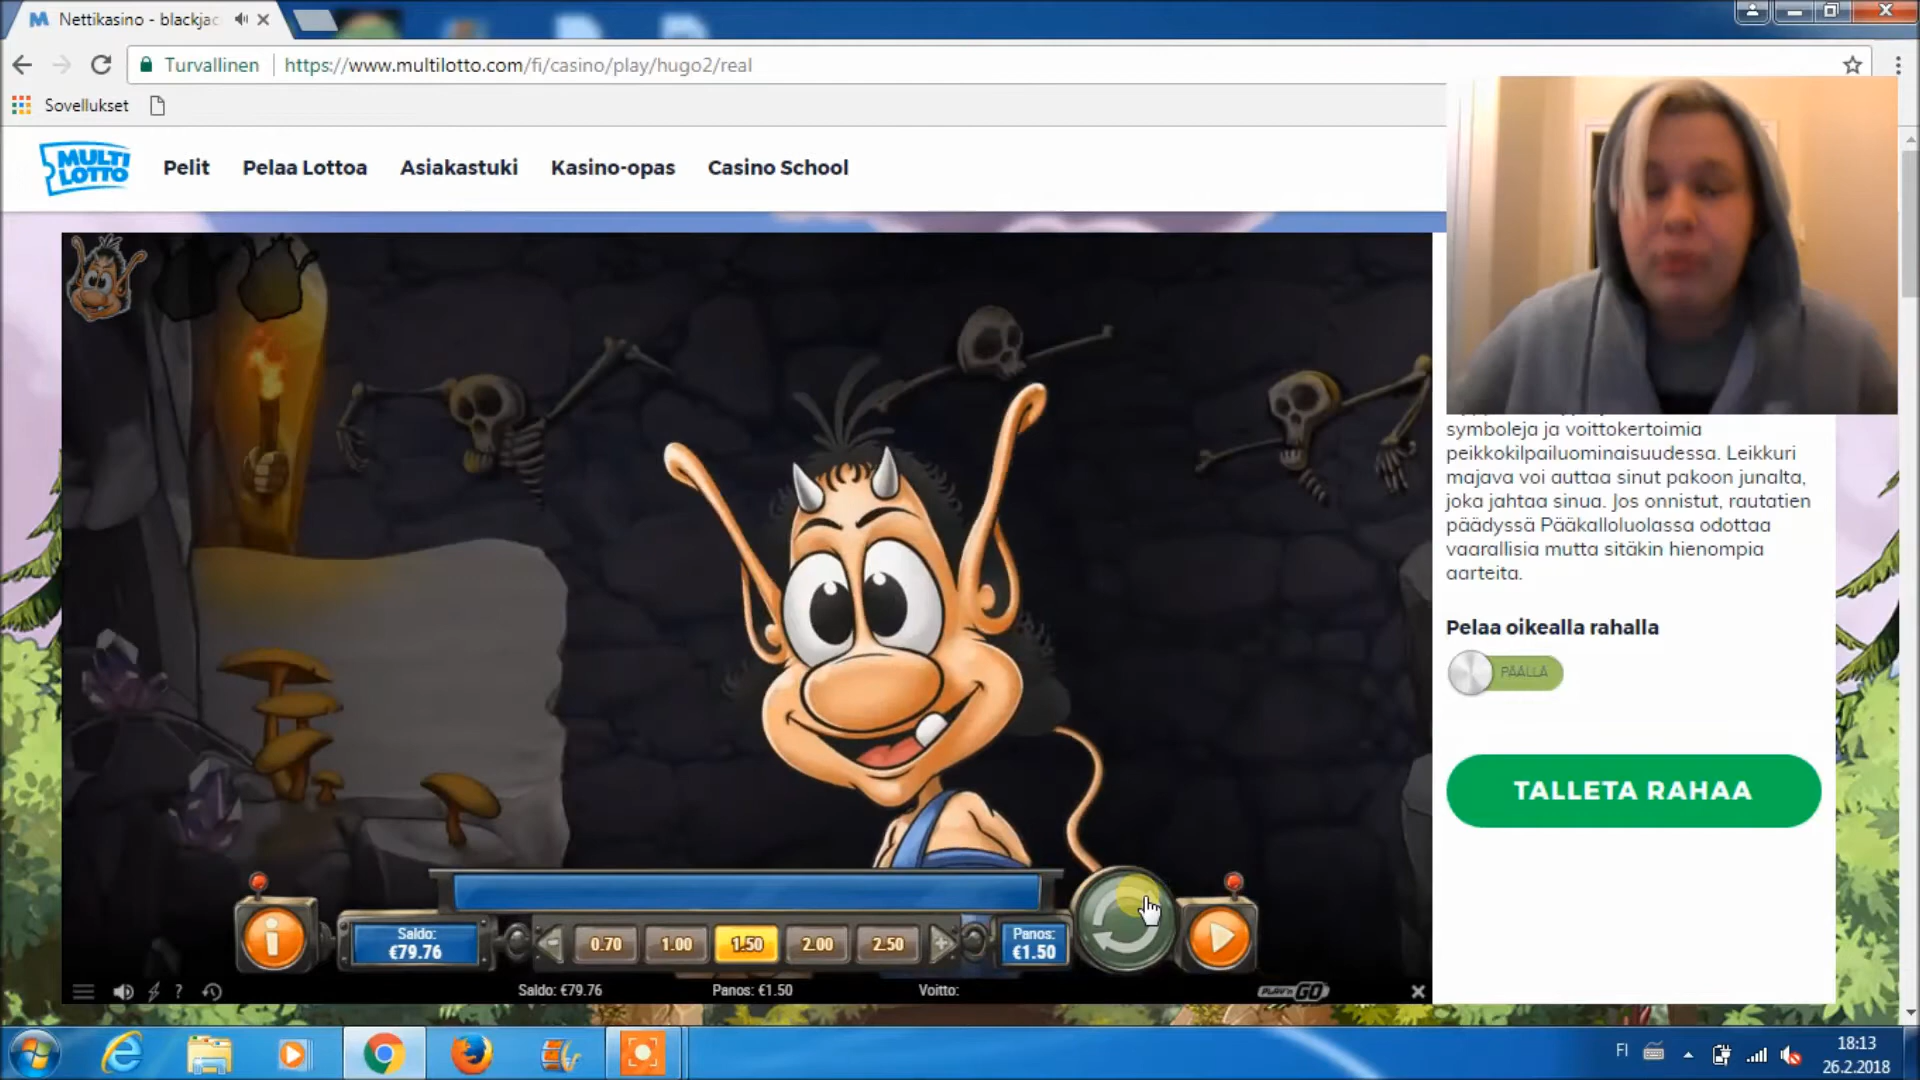 Nettikasino - blackjac
Turvallinen
https://www.multilotto.com/fi/casino/play/hugo2/real
Sovellukset
MULTI
LOTTO
Pelit
Pelaa Lottoa
Asiakastuki
Kasino-opas
Casino School
symboleja ja voittokertoimia
peikkokilpailuominaisuudessa. Leikkuri
majava voi auttaa sinut pakoon junalta,
joka jahtaa sinua. Jos onnistut, rautatien
päädyssä Pääkalloluolassa odottaa
vaarallisia mutta sitäkin hienompia
aarteita.
Pelaa oikealla rahalla
PÄÄLLÄ
TALLETA RAHAA
Saldo:
€79.76
0.70
1.00
1.50
2.00
2.50
Panos:
€1.50
Saldo: €79.76
Panos: €1.50
Voitto:
PLAY'n GO
FI
18:13
26.2.2018